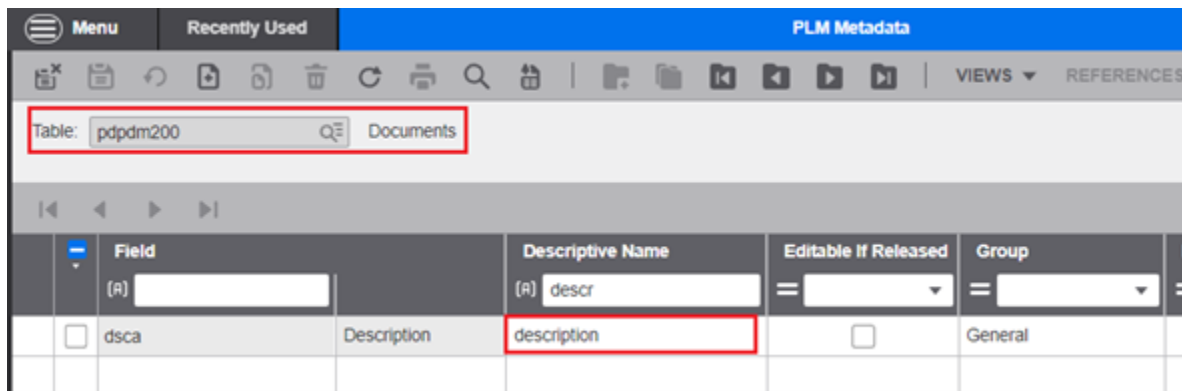 Menu Recently Used PLM Metadata
VIEWS REFERENCES
Table: pdpdm200 Documents
Field Descriptive Name Editable If Released Group
(A) (A) descr = =
dsca Description description General